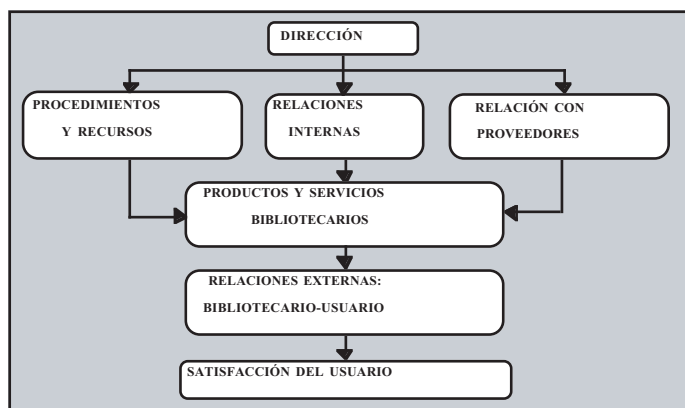 DIRECCIÓN
PROCEDIMIENTOS
Y RECURSOS
RELACIONES
INTERNAS
RELACIÓN CON
PROVEEDORES
PRODUCTOS Y SERVICIOS
BIBLIOTECARIOS
RELACIONES EXTERNAS:
BIBLIOTECARIO-USUARIO
SATISFACCIÓN DEL USUARIO